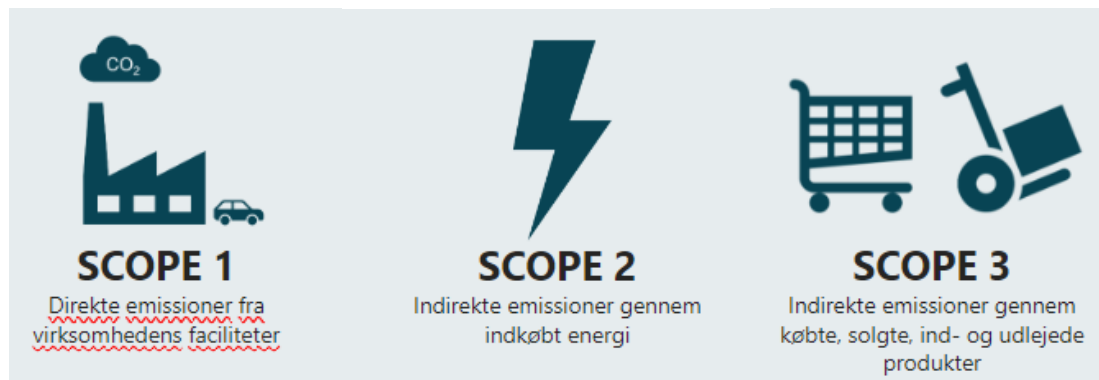 CO₂
SCOPE 1
Direkte emissioner fra
virksomhedens faciliteter
SCOPE 2
Indirekte emissioner gennem
indkøbt energi
SCOPE 3
Indirekte emissioner gennem
købte, solgte, ind- og udlejede
produkter